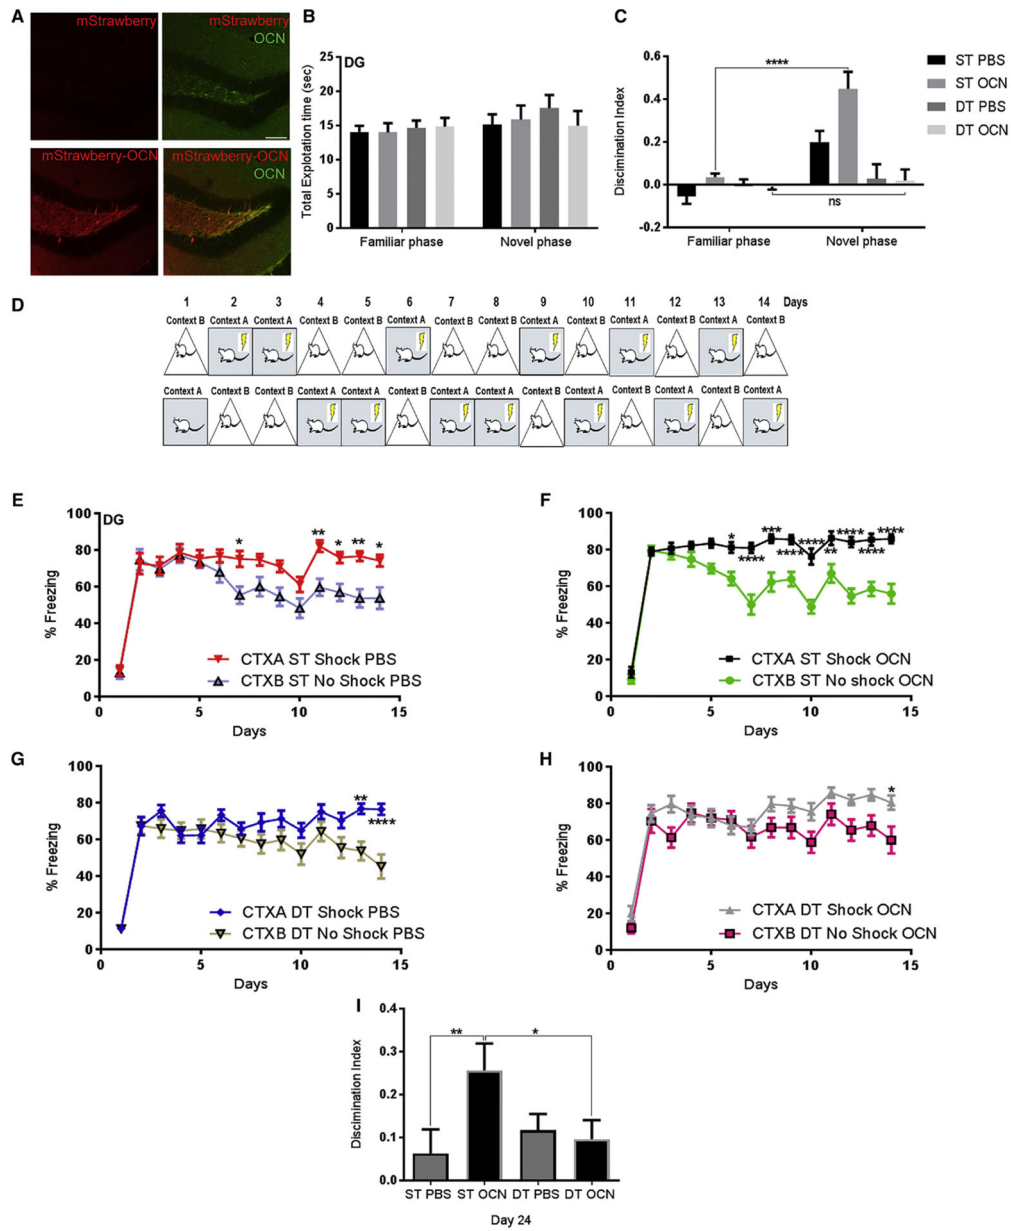 A
mStrawberry
mStrawberry
OCN
mStrawberry-OCN
mStrawberry-OCN
OCN
B
DG
Total Explotation time (sec)
25
20
15
10
5
0
Familiar phase
Novel phase
C
Discrimination Index
0.6
0.4
0.2
0.0
-0.2
****
ns
Familiar phase
Novel phase
ST PBS
ST OCN
DT PBS
DT OCN
D
1 2 3 4 5 6 7 8 9 10 11 12 13 14 Days
Context B Context A Context A Context B Context B Context A Context B Context B Context A Context B Context A Context B Context A Context B
Context A Context B Context B Context A Context A Context B Context A Context A Context B Context A Context B Context A Context B Context A
E
DG
% Freezing
100
80
60
40
20
0
* ** * ** *
CTXA ST Shock PBS
CTXB ST No Shock PBS
0 5 10 15
Days
F
% Freezing
100
80
60
40
20
0
* **** *** **** **** ** **** **** ****
CTXA ST Shock OCN
CTXB ST No shock OCN
0 5 10 15
Days
G
% Freezing
100
80
60
40
20
0
**
****
CTXA DT Shock PBS
CTXB DT No Shock PBS
0 5 10 15
Days
H
% Freezing
100
80
60
40
20
0
*
CTXA DT Shock OCN
CTXB DT No Shock OCN
0 5 10 15
Days
I
Discrimination Index
0.4
0.3
0.2
0.1
0.0
** *
ST PBS ST OCN DT PBS DT OCN
Day 24